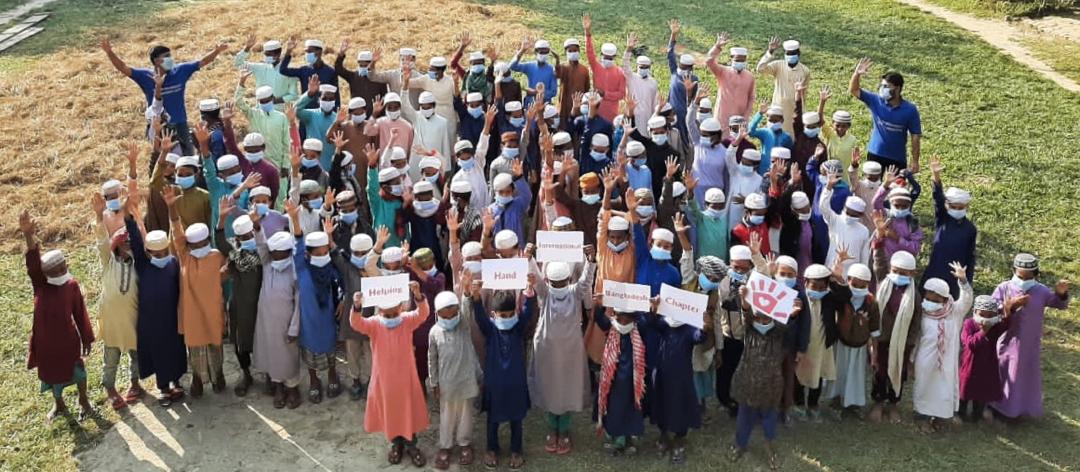 Helping
Hand
International
Bangladesh
Chapter